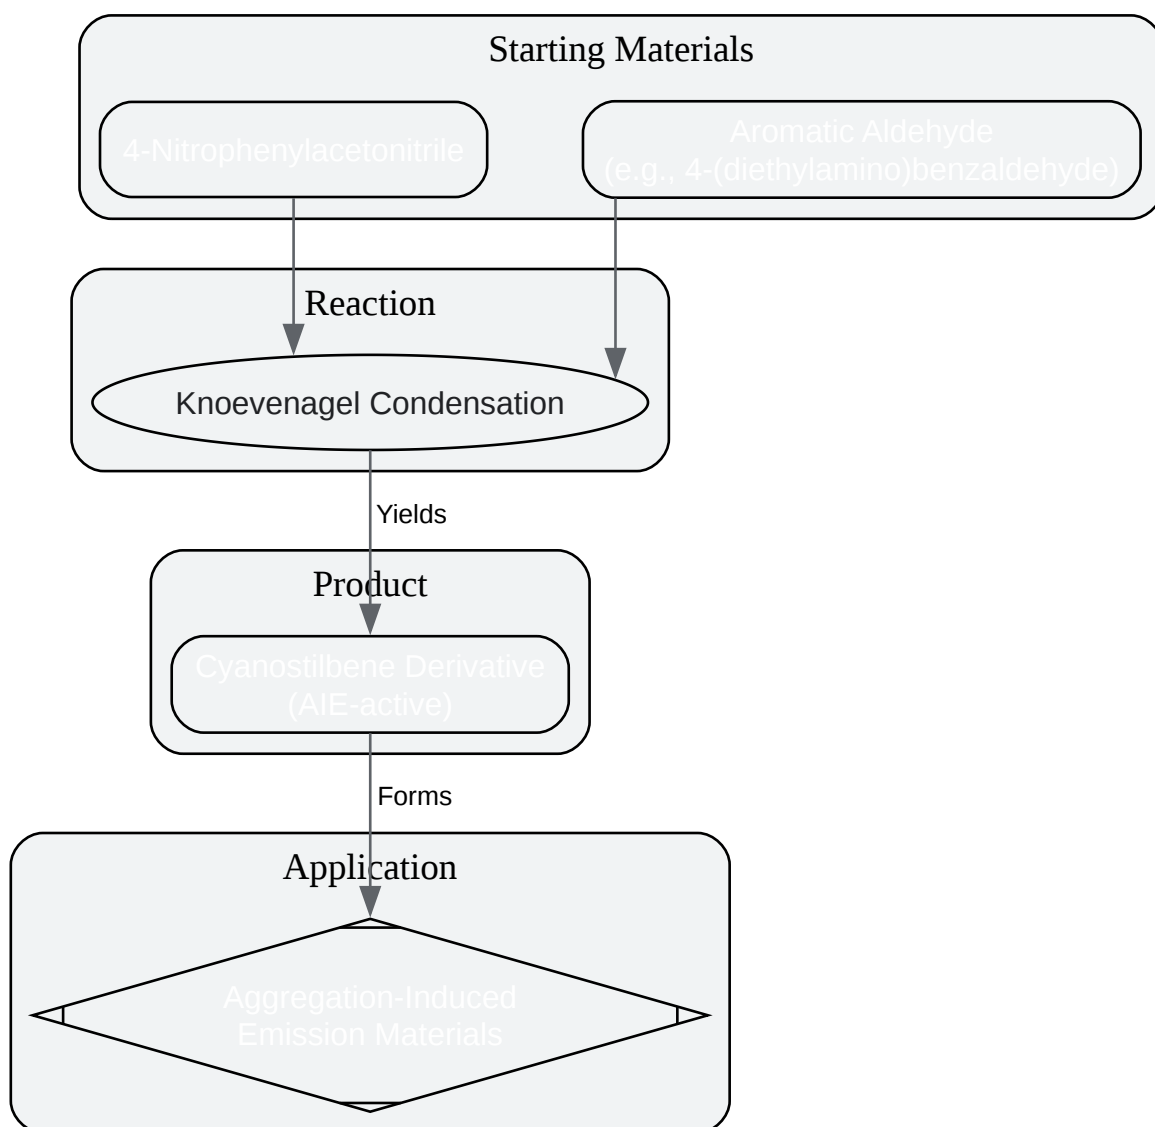 Starting Materials
4-Nitrophenylacetonitrile
Aromatic Aldehyde
(e.g., 4-(diethylamino)benzaldehyde)
Reaction
Knoevenagel Condensation
Yields
Product
Cyanostilbene Derivative
(AIE-active)
Forms
Application
Aggregation-Induced
Emission Materials